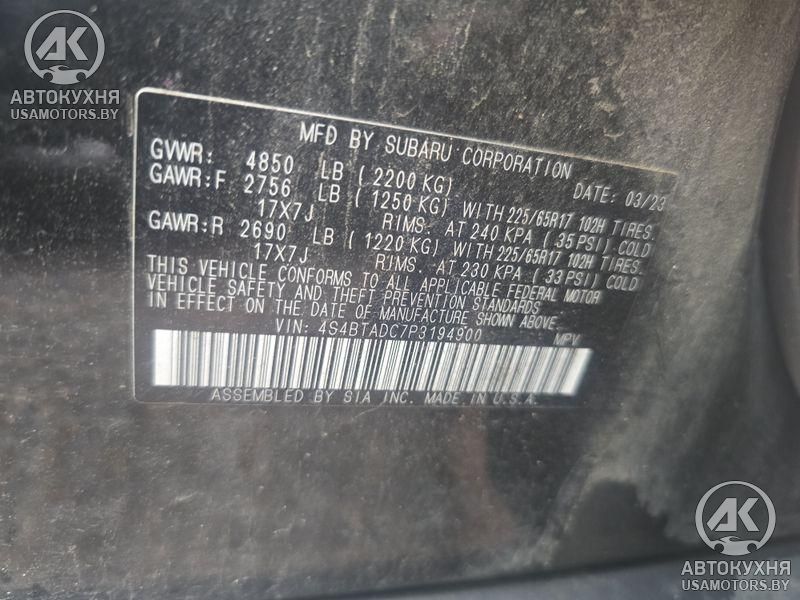 АК
АВТОКУХНЯ
USAMOTORS.BY
MFD BY SUBARU CORPORATION
GVWR: 4850 LB ( 2200 KG) DATE: 03/23
GAWR:F 2756 LB ( 1250 KG) WITH 225/65R17 102H TIRES.
17X7J RIMS. AT 240 KPA ( 35 PSI) COLD
GAWR:R 2690 LB ( 1220 KG) WITH 225/65R17 102H TIRES.
17X7J RIMS. AT 230 KPA ( 33 PSI) COLD
THIS VEHICLE CONFORMS TO ALL APPLICABLE FEDERAL MOTOR
VEHICLE SAFETY AND THEFT PREVENTION STANDARDS
IN EFFECT ON THE DATE OF MANUFACTURE SHOWN ABOVE.
VIN: 4S4BTADC7P3194900 MPV
ASSEMBLED BY SIA INC. MADE IN U.S.A.
АК
АВТОКУХНЯ
USAMOTORS.BY